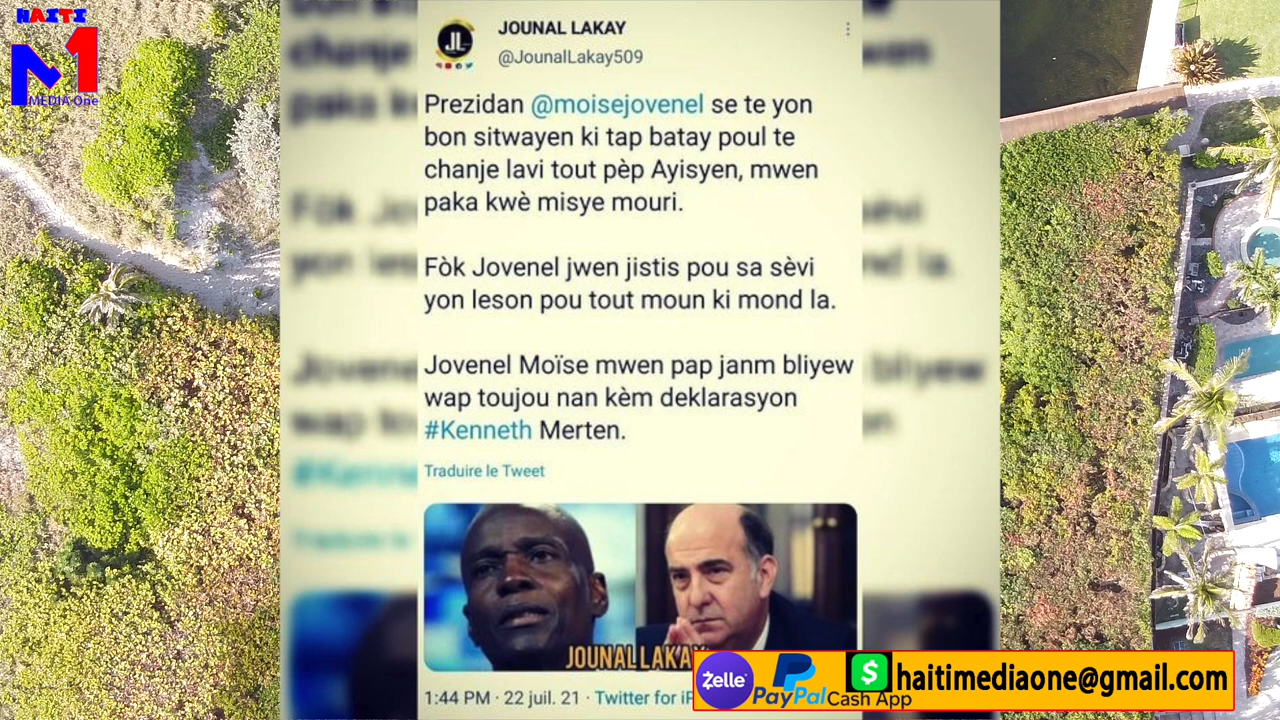 HAITI
M1
MEDIA One
JOUNAL LAKAY
@JounalLakay509
JL
Prezidan @moisejovenel se te yon
bon sitwayen ki tap batay poul te
chanje lavi tout pèp Ayisyen, mwen
paka kwè misye mouri.
Fòk Jovenel jwen jistis pou sa sèvi
yon leson pou tout moun ki mond la.
Jovenel Moïse mwen pap janm bliyew
wap toujou nan kèm deklarasyon
#Kenneth Merten.
Traduire le Tweet
JOUNAL LAKAY
1:44 PM · 22 juil. 21 · Twitter for
Zelle
PayPal
$
Cash App
haitimediaone@gmail.com